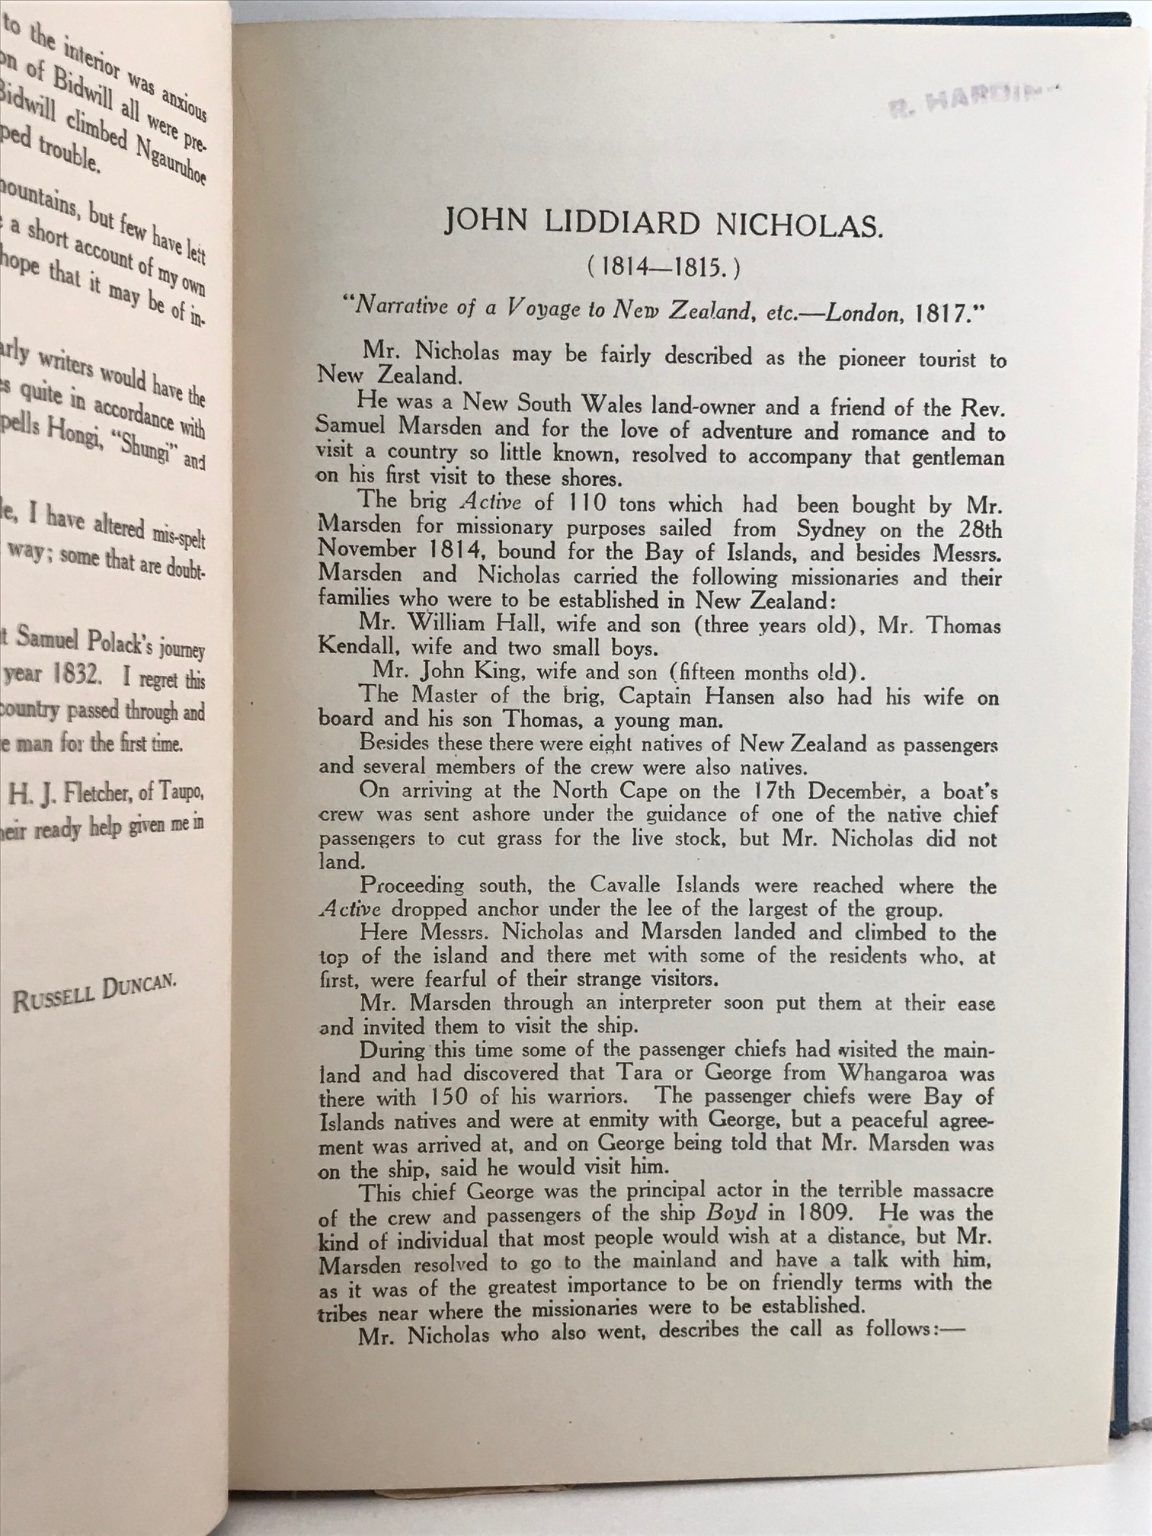 to the interior was anxious
on of Bidwill all were pre-
Bidwill climbed Ngauruhoe
ped trouble.
mountains, but few have left
a short account of my own
hope that it may be of in-
arly writers would have the
es quite in accordance with
pells Hongi, "Shungi" and
le, I have altered mis-spelt
way; some that are doubt-
t Samuel Polack's journey
year 1832. I regret this
country passed through and
e man for the first time.
H. J. Fletcher, of Taupo,
heir ready help given me in
RUSSELL DUNCAN.
R. HARDIN
JOHN LIDDIARD NICHOLAS.
(1814—1815.)
"Narrative of a Voyage to New Zealand, etc.—London, 1817."
Mr. Nicholas may be fairly described as the pioneer tourist to
New Zealand.
He was a New South Wales land-owner and a friend of the Rev.
Samuel Marsden and for the love of adventure and romance and to
visit a country so little known, resolved to accompany that gentleman
on his first visit to these shores.
The brig Active of 110 tons which had been bought by Mr.
Marsden for missionary purposes sailed from Sydney on the 28th
November 1814, bound for the Bay of Islands, and besides Messrs.
Marsden and Nicholas carried the following missionaries and their
families who were to be established in New Zealand:
Mr. William Hall, wife and son (three years old), Mr. Thomas
Kendall, wife and two small boys.
Mr. John King, wife and son (fifteen months old).
The Master of the brig, Captain Hansen also had his wife on
board and his son Thomas, a young man.
Besides these there were eight natives of New Zealand as passengers
and several members of the crew were also natives.
On arriving at the North Cape on the 17th December, a boat's
crew was sent ashore under the guidance of one of the native chief
passengers to cut grass for the live stock, but Mr. Nicholas did not
land.
Proceeding south, the Cavalle Islands were reached where the
Active dropped anchor under the lee of the largest of the group.
Here Messrs. Nicholas and Marsden landed and climbed to the
top of the island and there met with some of the residents who, at
first, were fearful of their strange visitors.
Mr. Marsden through an interpreter soon put them at their ease
and invited them to visit the ship.
During this time some of the passenger chiefs had visited the main-
land and had discovered that Tara or George from Whangaroa was
there with 150 of his warriors. The passenger chiefs were Bay of
Islands natives and were at enmity with George, but a peaceful agree-
ment was arrived at, and on George being told that Mr. Marsden was
on the ship, said he would visit him.
This chief George was the principal actor in the terrible massacre
of the crew and passengers of the ship Boyd in 1809. He was the
kind of individual that most people would wish at a distance, but Mr.
Marsden resolved to go to the mainland and have a talk with him,
as it was of the greatest importance to be on friendly terms with the
tribes near where the missionaries were to be established.
Mr. Nicholas who also went, describes the call as follows:—